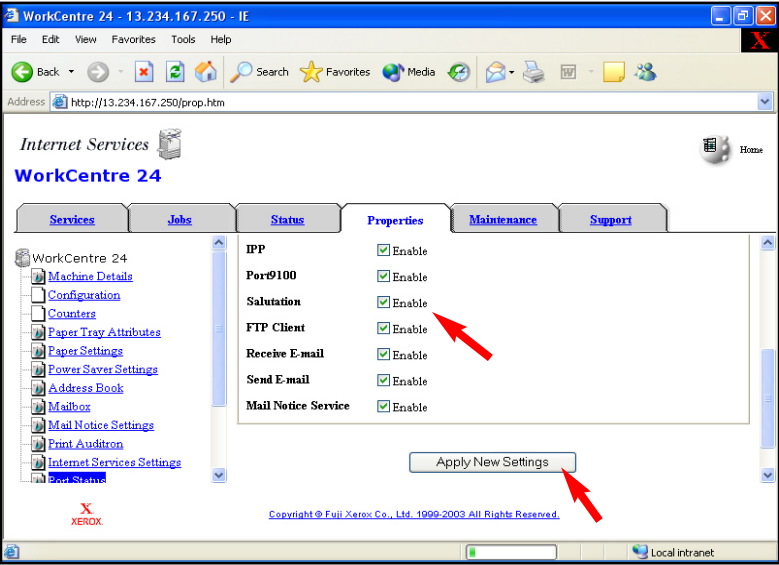 WorkCentre 24 - 13.234.167.250 - IE
File Edit View Favorites Tools Help
X
Back Search Favorites Media W
Address http://13.234.167.250/prop.htm
Internet Services
Home
WorkCentre 24
Services Jobs Status Properties Maintenance Support
WorkCentre 24
Machine Details
Configuration
Counters
Paper Tray Attributes
Paper Settings
Power Saver Settings
Address Book
Mailbox
Mail Notice Settings
Print Auditron
Internet Services Settings
Port Status
IPP Enable
Port9100 Enable
Salutation Enable
FTP Client Enable
Receive E-mail Enable
Send E-mail Enable
Mail Notice Service Enable
Apply New Settings
X
XEROX.
Copyright © Fuji Xerox Co., Ltd. 1999-2003 All Rights Reserved.
Local intranet